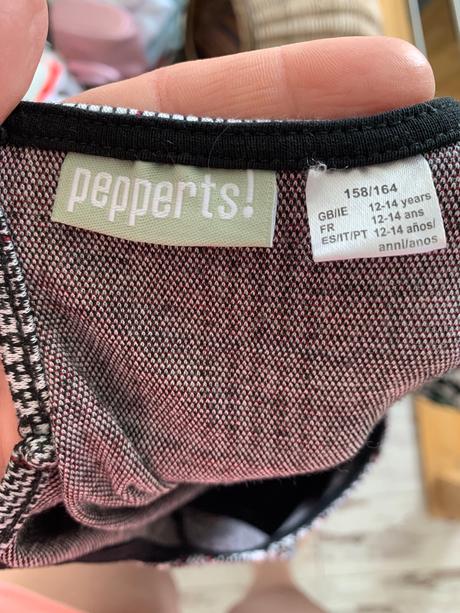 pepperts!
158/164
GB/IE 12-14 years
FR 12-14 ans
ES/IT/PT 12-14 años/
anni/anos